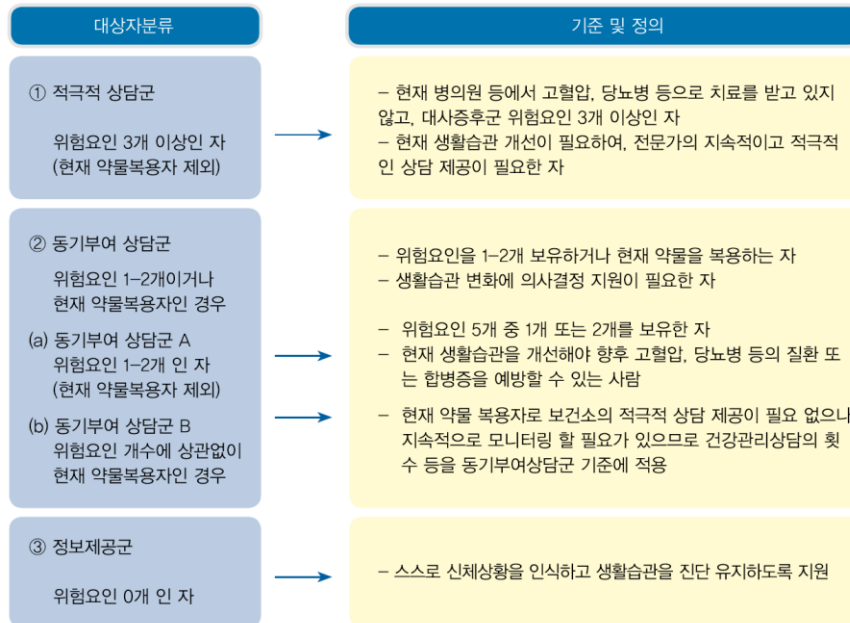 대상자분류
기준 및 정의
① 적극적 상담군
위험요인 3개 이상인 자
(현재 약물복용자 제외)
– 현재 병의원 등에서 고혈압, 당뇨병 등으로 치료를 받고 있지
않고, 대사증후군 위험요인 3개 이상인 자
– 현재 생활습관 개선이 필요하여, 전문가의 지속적이고 적극적
인 상담 제공이 필요한 자
② 동기부여 상담군
위험요인 1–2개이거나
현재 약물복용자인 경우
(a) 동기부여 상담군 A
위험요인 1–2개 인 자
(현재 약물복용자 제외)
(b) 동기부여 상담군 B
위험요인 개수에 상관없이
현재 약물복용자인 경우
– 위험요인을 1–2개 보유하거나 현재 약물을 복용하는 자
– 생활습관 변화에 의사결정 지원이 필요한 자
– 위험요인 5개 중 1개 또는 2개를 보유한 자
– 현재 생활습관을 개선해야 향후 고혈압, 당뇨병 등의 질환 또
는 합병증을 예방할 수 있는 사람
– 현재 약물 복용자로 보건소의 적극적 상담 제공이 필요 없으나
지속적으로 모니터링 할 필요가 있으므로 건강관리상담의 횟
수 등을 동기부여상담군 기준에 적용
③ 정보제공군
위험요인 0개 인 자
– 스스로 신체상황을 인식하고 생활습관을 진단 유지하도록 지원